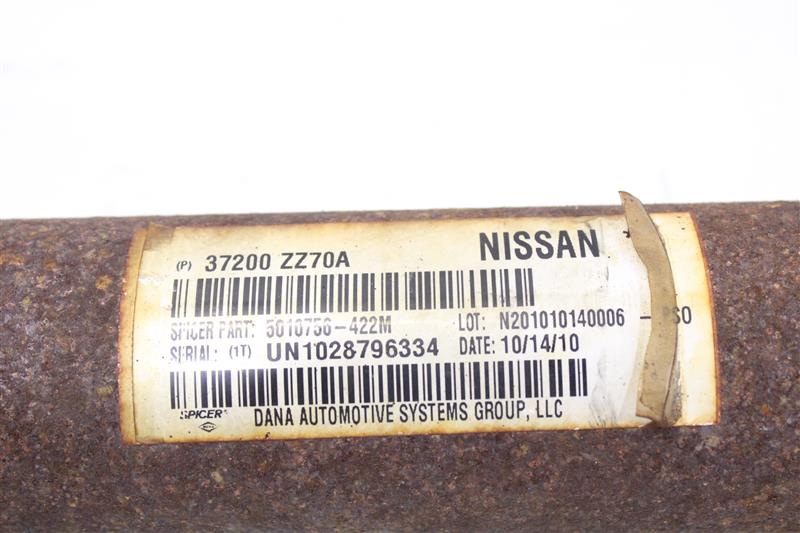 (P) 37200 ZZ70A NISSAN
SPICER PART: 5010756-422M LOT: N201010140006 - PSO
SERIAL: (1T) UN1028796334 DATE: 10/14/10
SPICER DANA AUTOMOTIVE SYSTEMS GROUP, LLC